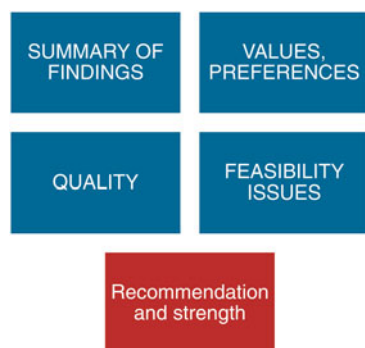 SUMMARY OF
FINDINGS
VALUES,
PREFERENCES
QUALITY
FEASIBILITY
ISSUES
Recommendation
and strength